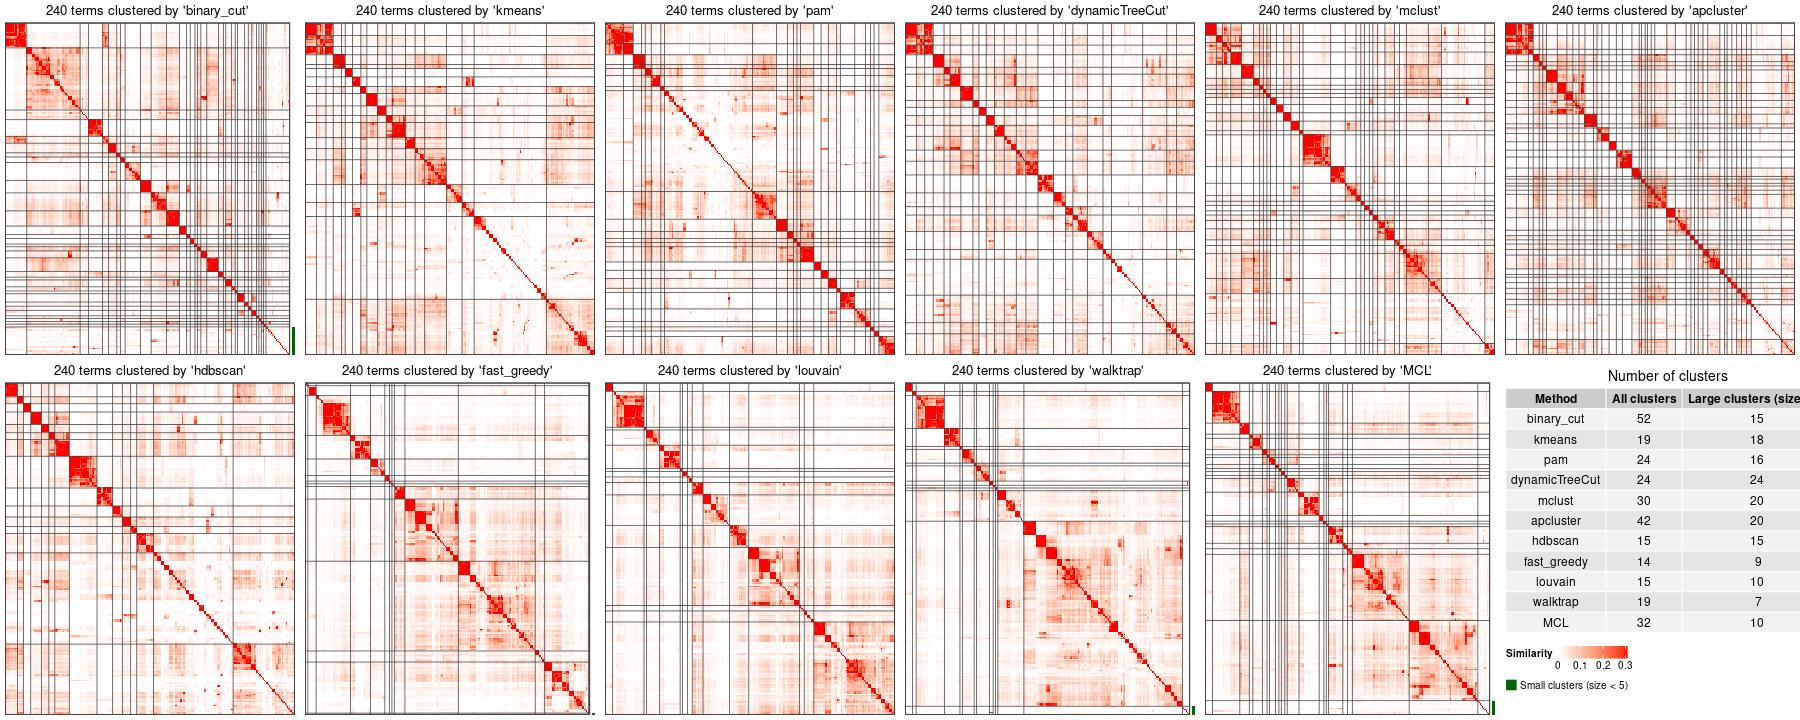 240 terms clustered by 'binary_cut'
240 terms clustered by 'kmeans'
240 terms clustered by 'pam'
240 terms clustered by 'dynamicTreeCut'
240 terms clustered by 'mclust'
240 terms clustered by 'apcluster'
240 terms clustered by 'hdbscan'
240 terms clustered by 'fast_greedy'
240 terms clustered by 'louvain'
240 terms clustered by 'walktrap'
240 terms clustered by 'MCL'
Number of clusters
Method All clusters Large clusters (size
binary_cut 52 15
kmeans 19 18
pam 24 16
dynamicTreeCut 24 24
mclust 30 20
apcluster 42 20
hdbscan 15 15
fast_greedy 14 9
louvain 15 10
walktrap 19 7
MCL 32 10
Similarity
0 0.1 0.2 0.3
Small clusters (size < 5)